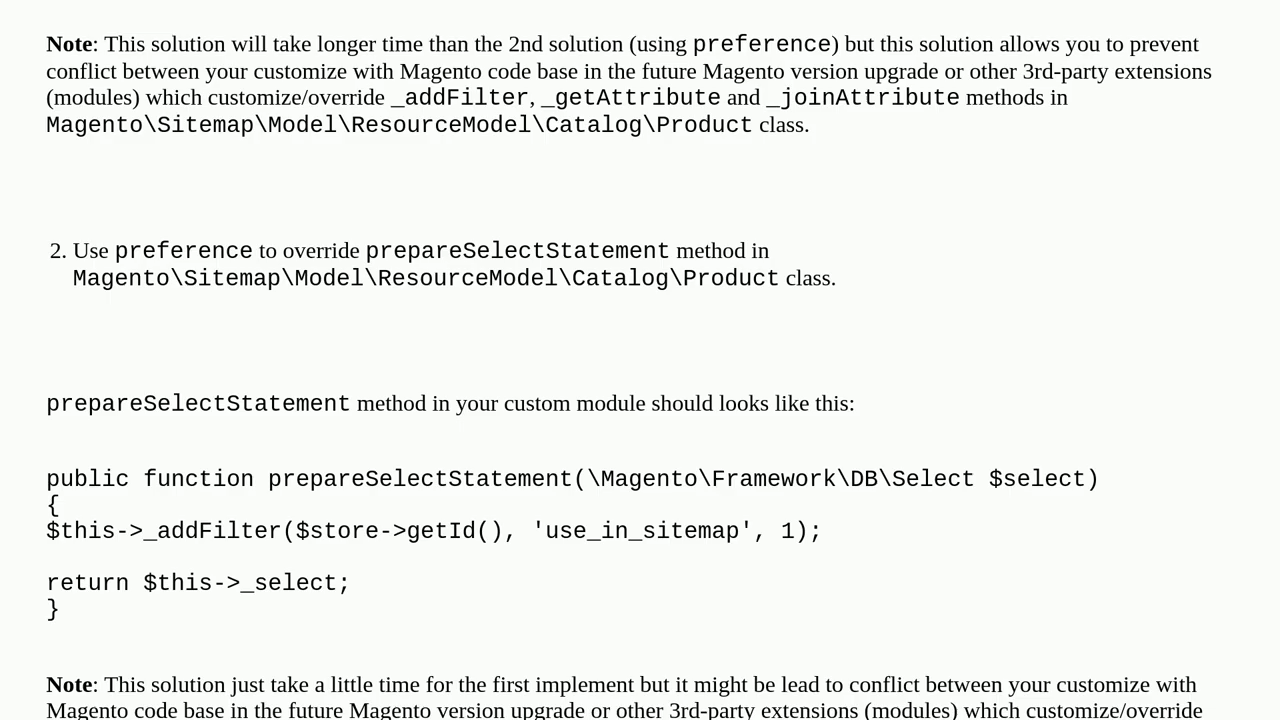 Note: This solution will take longer time than the 2nd solution (using preference) but this solution allows you to prevent
conflict between your customize with Magento code base in the future Magento version upgrade or other 3rd-party extensions
(modules) which customize/override _addFilter, _getAttribute and _joinAttribute methods in
Magento\Sitemap\Model\ResourceModel\Catalog\Product class.
2. Use preference to override prepareSelectStatement method in
Magento\Sitemap\Model\ResourceModel\Catalog\Product class.
prepareSelectStatement method in your custom module should looks like this:
public function prepareSelectStatement(\Magento\Framework\DB\Select $select)
{
$this->_addFilter($store->getId(), 'use_in_sitemap', 1);
return $this->_select;
}
Note: This solution just take a little time for the first implement but it might be lead to conflict between your customize with
Magento code base in the future Magento version upgrade or other 3rd-party extensions (modules) which customize/override